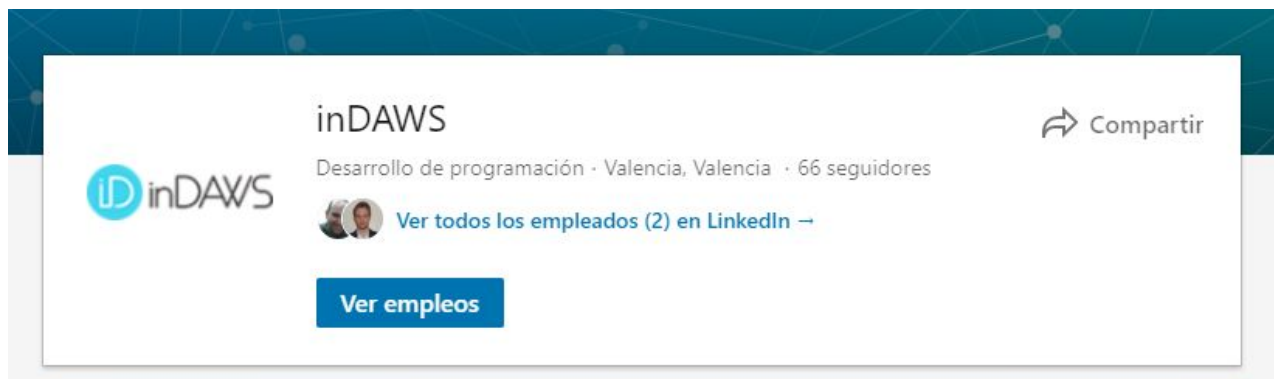 inDAWS
Compartir
Desarrollo de programación · Valencia, Valencia · 66 seguidores
iD inDAWS
Ver todos los empleados (2) en LinkedIn →
Ver empleos